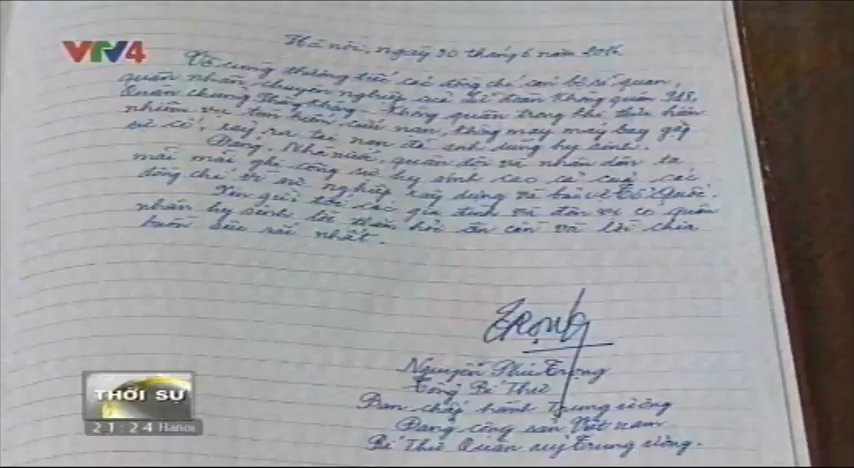 VTV4
Hà nội, ngày 30 tháng 6 năm 2016
Vô cùng thương tiếc các đồng chí cán bộ sĩ quan,
quân nhân chuyên nghiệp của Sư đoàn không quân 918,
Quân chủng Phòng không - Không quân trong khi thừa hành
nhiệm vụ tìm kiếm cứu nạn, không may máy bay gặp
sự cố, xảy ra tai nạn đã anh dũng hy sinh.
Đảng, Nhà nước, quân đội và nhân dân ta
mãi mãi ghi công sự hy sinh cao cả của các
đồng chí vì sự nghiệp xây dựng và bảo vệ Tổ Quốc.
Xin gửi tới các gia đình và đơn vị có quân
nhân hy sinh lời thăm hỏi ân cần và lời chia
buồn sâu sắc nhất.
Trọng
Nguyễn Phú Trọng
Tổng Bí Thư
Ban chấp hành Trung ương
Đảng cộng sản Việt nam
Bí Thư Quân uỷ Trung ương.
THỜI SỰ
21:24 Hanoi